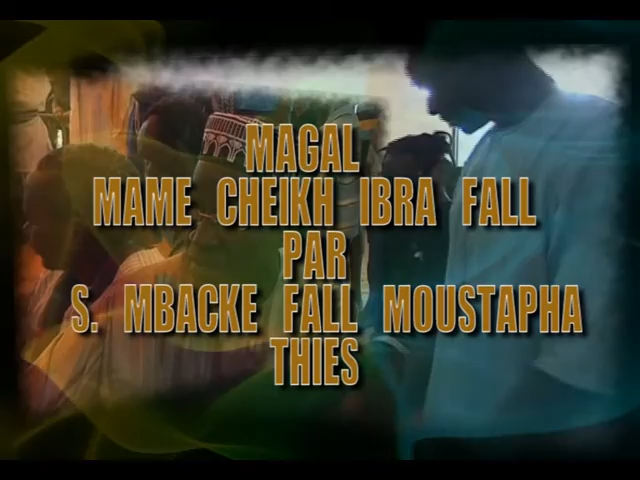 MAGAL
MAME CHEIKH IBRA FALL
PAR
S. MBACKE FALL MOUSTAPHA
THIES